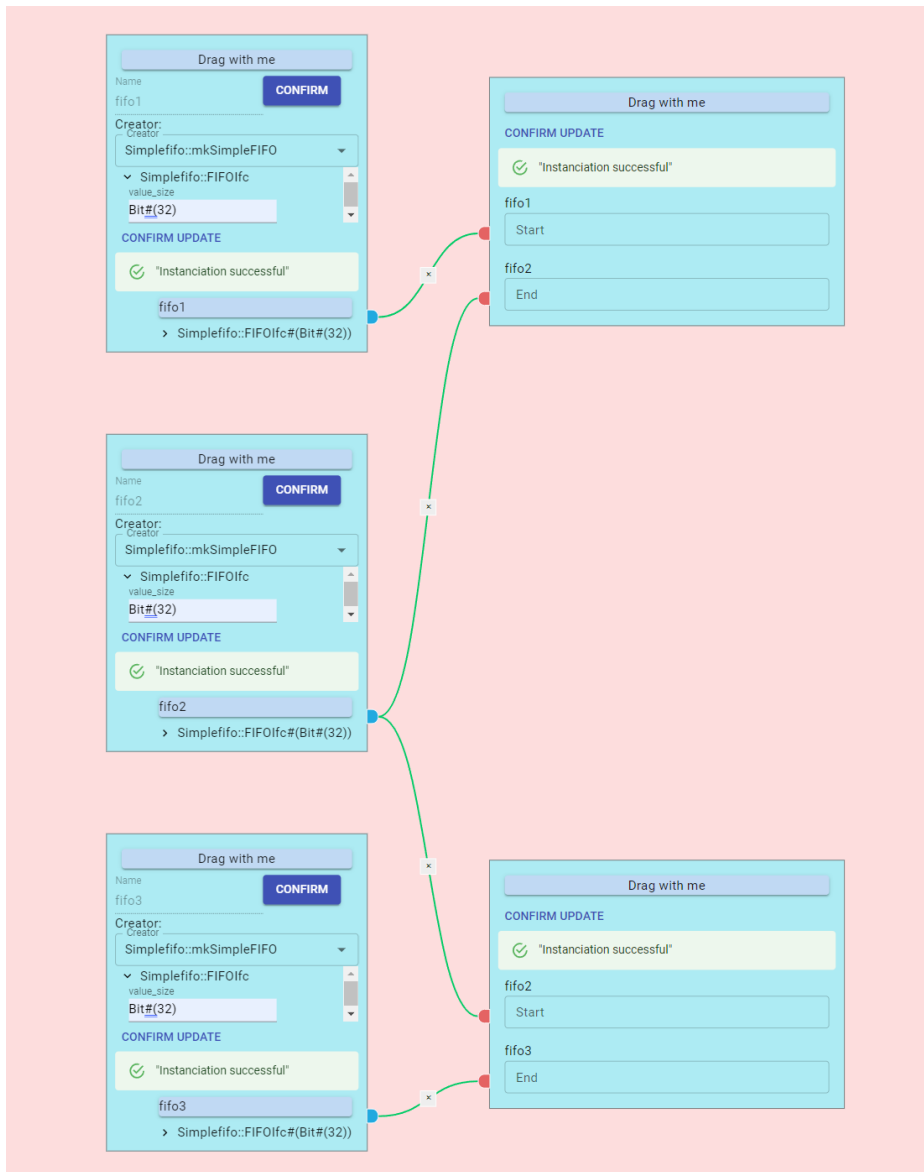 Drag with me
Name
fifo1
CONFIRM
Creator:
Creator
Simplefifo::mkSimpleFIFO
Simplefifo::FIFOIfc
value_size
Bit#(32)
CONFIRM UPDATE
"Instanciation successful"
fifo1
Simplefifo::FIFOIfc#(Bit#(32))
Drag with me
CONFIRM UPDATE
"Instanciation successful"
fifo1
Start
fifo2
End
Drag with me
Name
fifo2
CONFIRM
Creator:
Creator
Simplefifo::mkSimpleFIFO
Simplefifo::FIFOIfc
value_size
Bit#(32)
CONFIRM UPDATE
"Instanciation successful"
fifo2
Simplefifo::FIFOIfc#(Bit#(32))
Drag with me
Name
fifo3
CONFIRM
Creator:
Creator
Simplefifo::mkSimpleFIFO
Simplefifo::FIFOIfc
value_size
Bit#(32)
CONFIRM UPDATE
"Instanciation successful"
fifo3
Simplefifo::FIFOIfc#(Bit#(32))
Drag with me
CONFIRM UPDATE
"Instanciation successful"
fifo2
Start
fifo3
End